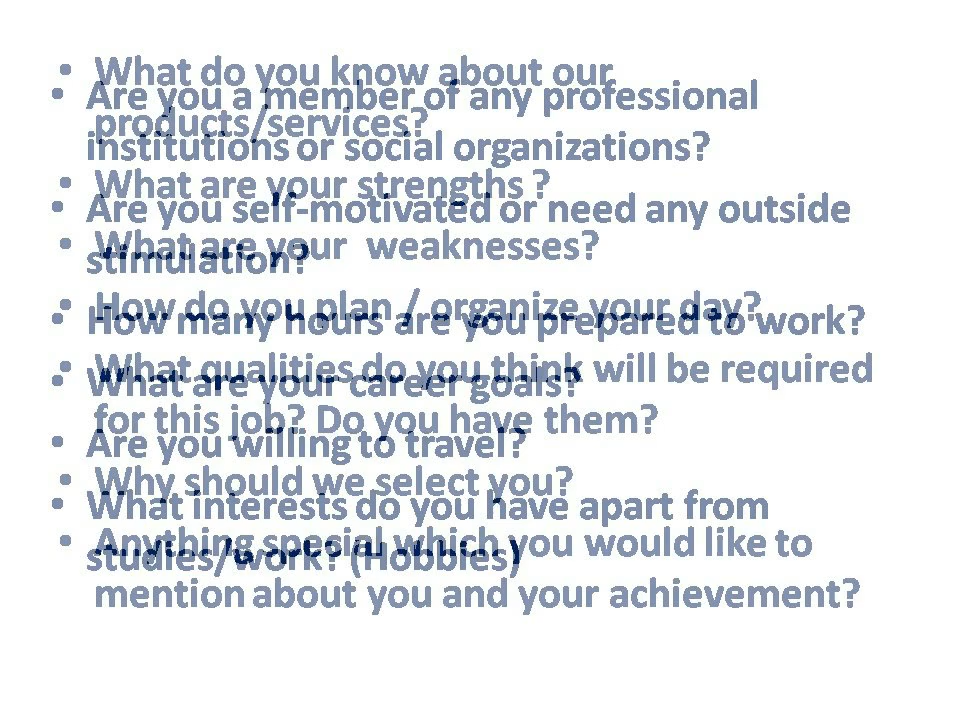 • What do you know about our
products/services?
• What are your strengths ?
• What are your weaknesses?
• How do you plan / organize your day?
• What qualities do you think will be required
for this job? Do you have them?
• Why should we select you?
• Anything special which you would like to
mention about you and your achievement?
• Are you a member of any professional
institutions or social organizations?
• Are you self-motivated or need any outside
stimulation?
• How many hours are you prepared to work?
• What are your career goals?
• Are you willing to travel?
• What interests do you have apart from
studies/work? (Hobbies)